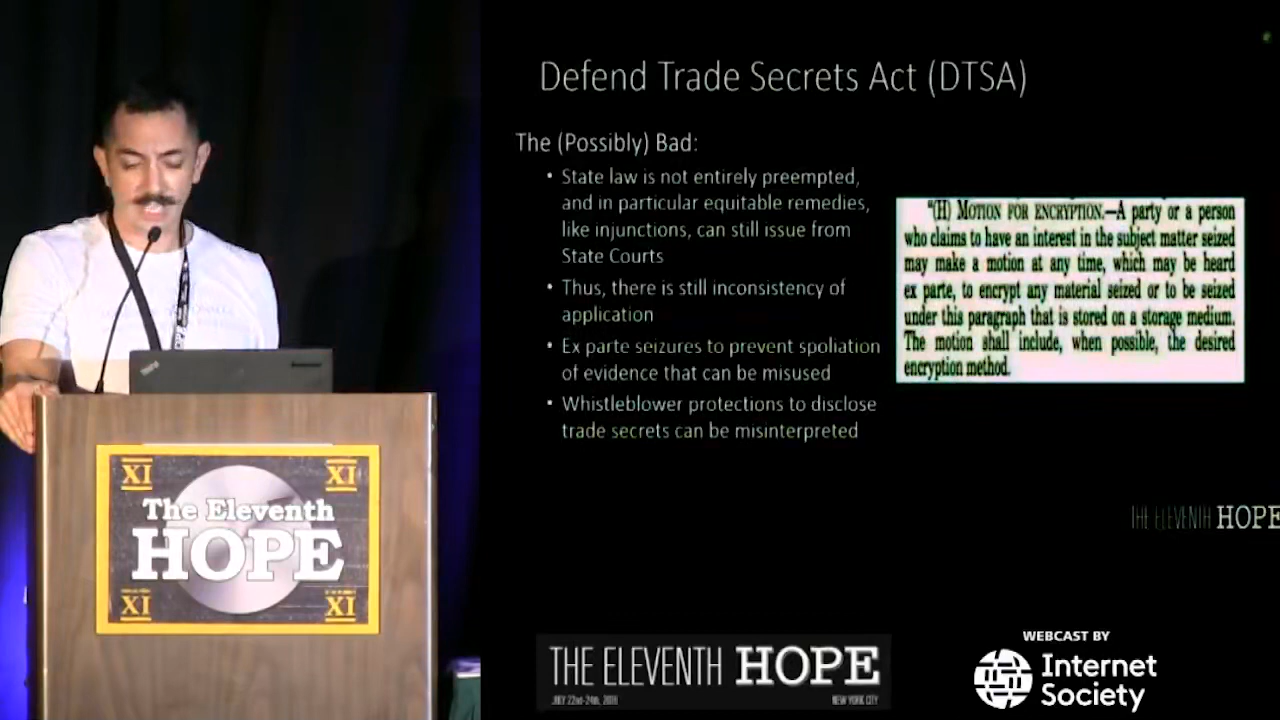 Defend Trade Secrets Act (DTSA)
The (Possibly) Bad:
• State law is not entirely preempted,
and in particular equitable remedies,
like injunctions, can still issue from
State Courts
• Thus, there is still inconsistency of
application
• Ex parte seizures to prevent spoliation
of evidence that can be misused
• Whistleblower protections to disclose
trade secrets can be misinterpreted
“(H) MOTION FOR ENCRYPTION.—A party or a person
who claims to have an interest in the subject matter seized
may make a motion at any time, which may be heard
ex parte, to encrypt any material seized or to be seized
under this paragraph that is stored on a storage medium.
The motion shall include, when possible, the desired
encryption method.
THE ELEVENTH HOPE
XI XI
The Eleventh
HOPE
XI XI
HOPE
THE ELEVENTH HOPE
JULY 22nd-24th, 2016 NEW YORK CITY
WEBCAST BY
Internet
Society